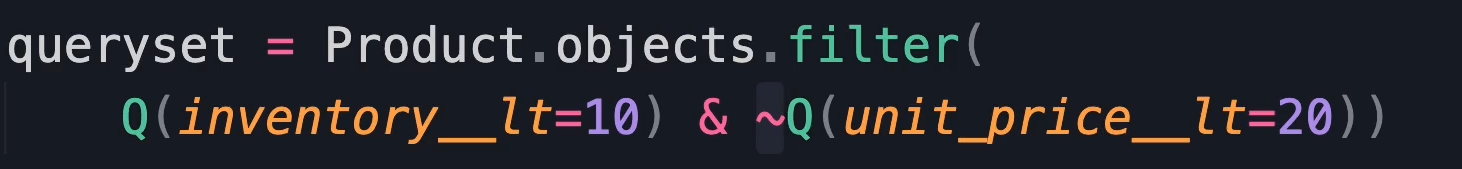 queryset = Product.objects.filter(
    Q(inventory__lt=10) & ~Q(unit_price__lt=20))